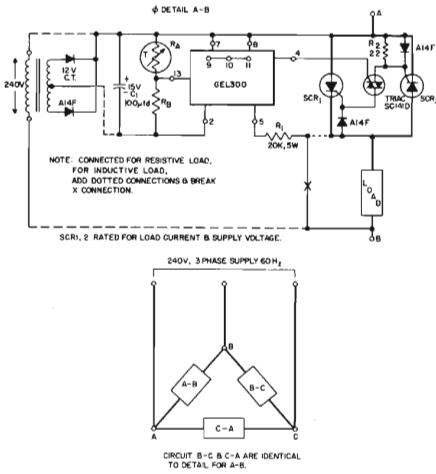 ϕ DETAIL A-B
A
240V
12V
C.T.
A14F
+
15V
C1
100µfd
T
RA
RB
13
7
8
9
10
11
GEL300
2
5
4
R1
20K, 5W
R2
22
A14F
SCR1
TRIAC
SC141D
SCR
A14F
X
LOAD
B
NOTE: CONNECTED FOR RESISTIVE LOAD,
FOR INDUCTIVE LOAD,
ADD DOTTED CONNECTIONS & BREAK
X CONNECTION.
SCR1, 2 RATED FOR LOAD CURRENT & SUPPLY VOLTAGE.
240V, 3 PHASE SUPPLY 60 HZ
B
A-B
B-C
A
C-A
C
CIRCUIT B-C & C-A ARE IDENTICAL
TO DETAIL FOR A-B.